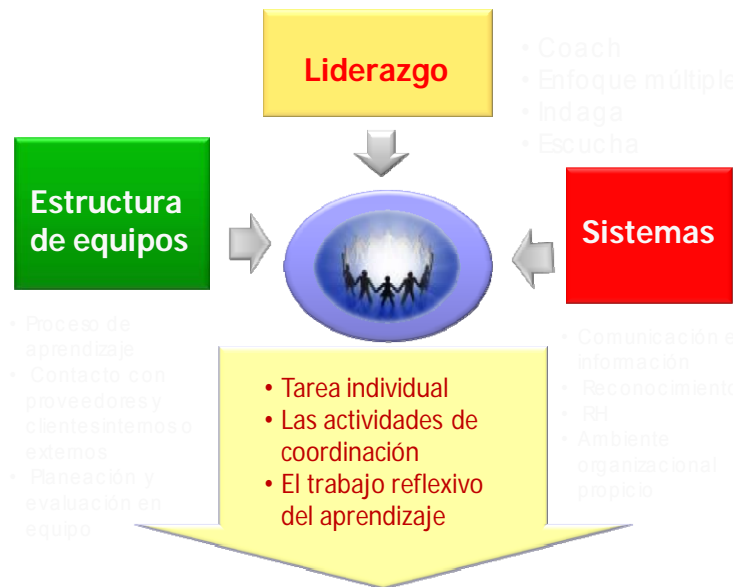 Liderazgo
• Coach
• Enfoque múltiple
• Indaga
• Escucha
Estructura
de equipos
Sistemas
• Proceso de
aprendizaje
• Contacto con
proveedores y
clientes internos o
externos
• Planeación y
evaluación en
equipo
• Tarea individual
• Las actividades de
coordinación
• El trabajo reflexivo
del aprendizaje
• Comunicación e
información
• Reconocimiento
• RH
• Ambiente
organizacional
propicio